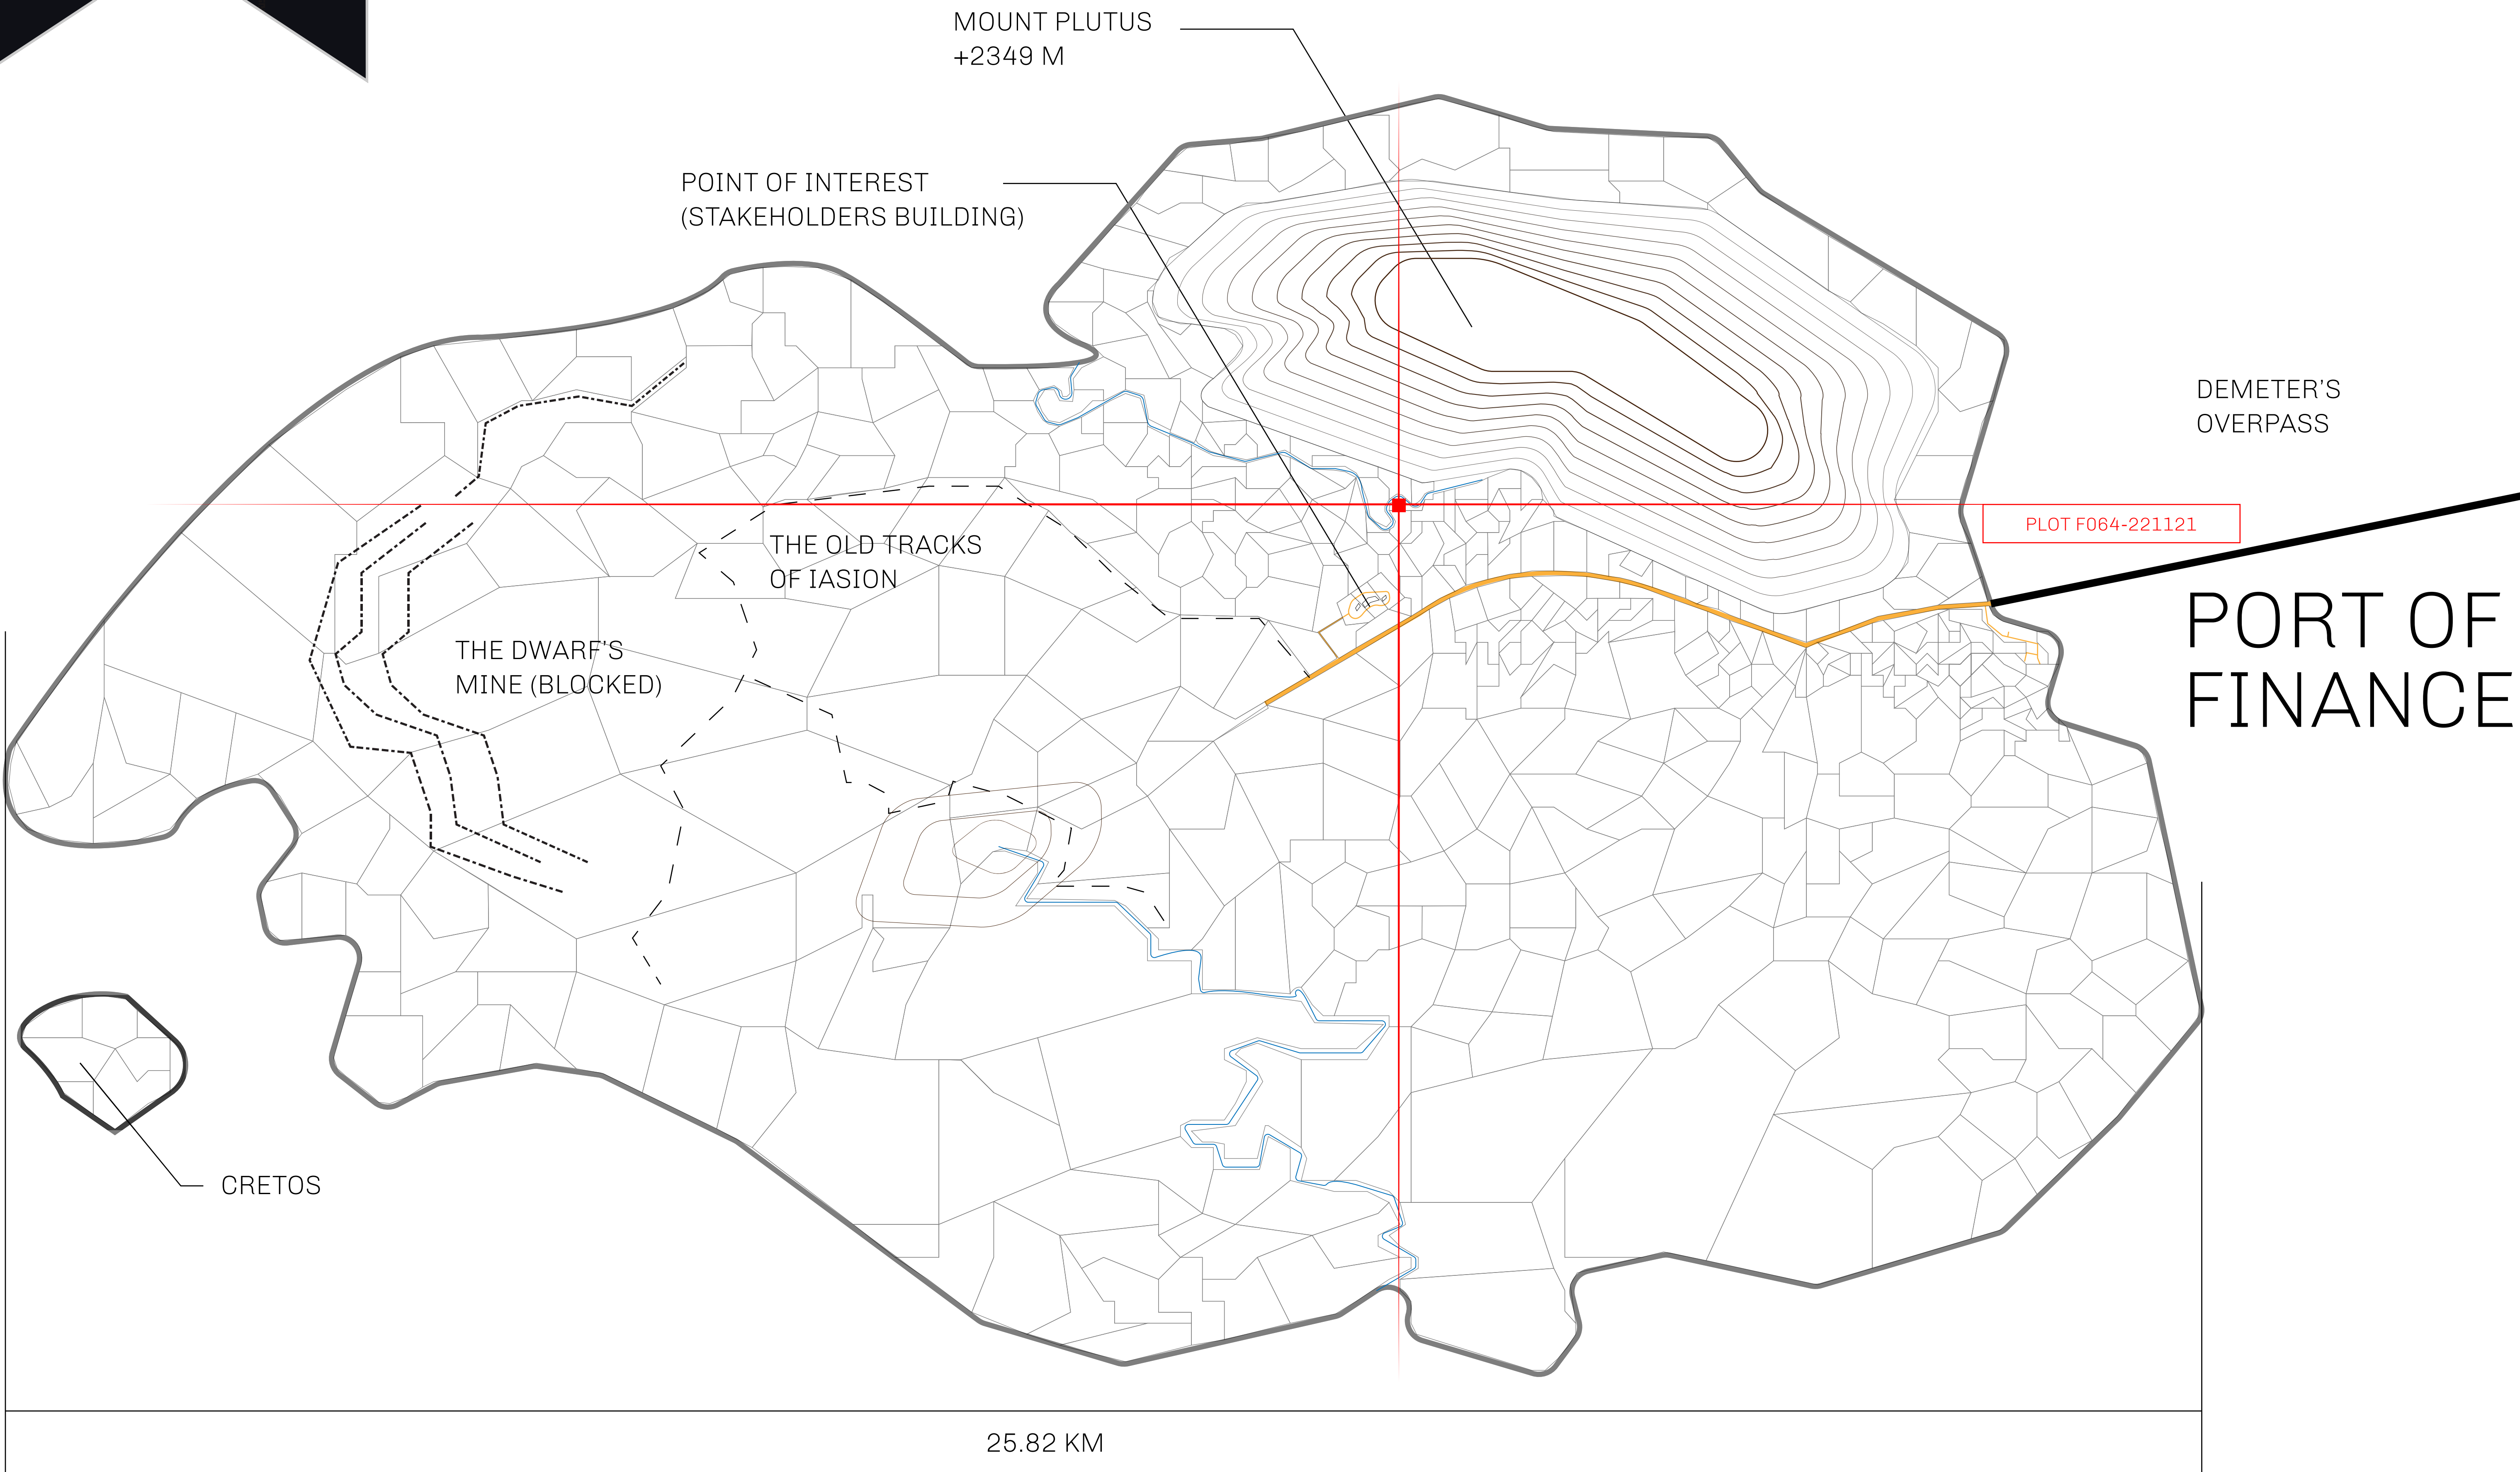 MOUNT PLUTUS
+2349 M
POINT OF INTEREST
(STAKEHOLDERS BUILDING)
DEMETER'S
OVERPASS
PLOT F064-221121
THE OLD TRACKS
OF IASION
PORT OF
FINANCE
THE DWARF'S
MINE (BLOCKED)
CRETOS
25.82 KM